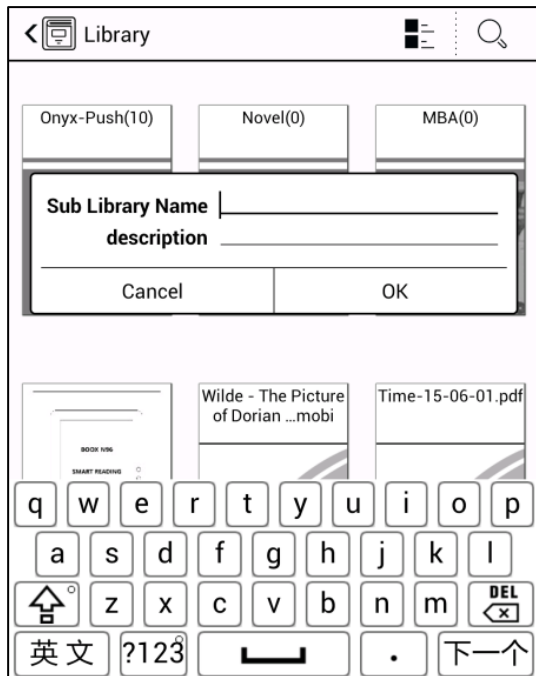 Library
Onyx-Push(10) Novel(0) MBA(0)
Sub Library Name
description
Cancel OK
Wilde - The Picture of Dorian ...mobi
Time-15-06-01.pdf
BOOX N96
SMART READING
q w e r t y u i o p
a s d f g h j k l
z x c v b n m DEL
英文 ?123 . 下一个